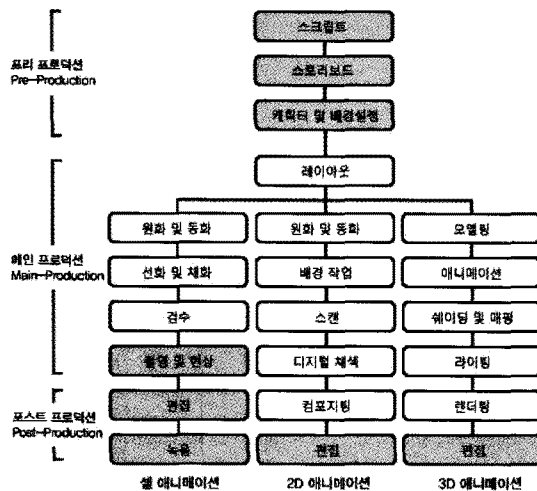 스크립트
프리 프로덕션
Pre-Production
스토리보드
캐릭터 및 배경설정
레이아웃
원화 및 동화 원화 및 동화 모델링
메인 프로덕션
Main-Production
선화 및 채화 배경 작업 애니메이션
검수 스캔 쉐이딩 및 매핑
촬영 및 현상 디지털 채색 라이팅
포스트 프로덕션
Post-Production
편집 컴포지팅 렌더링
녹음 편집 편집
셀 애니메이션 2D 애니메이션 3D 애니메이션